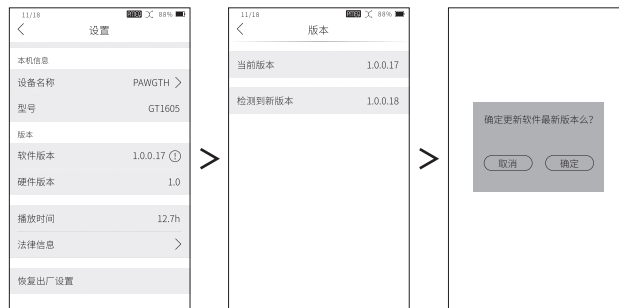 11/18 88%
设置
本机信息
设备名称 PAWGTH >
型号 GT1605
版本
软件版本 1.0.0.17 !
硬件版本 1.0
播放时间 12.7h
法律信息 >
恢复出厂设置
>
11/18 88%
版本
当前版本 1.0.0.17
检测到新版本 1.0.0.18
>
确定更新软件最新版本么?
取消 确定